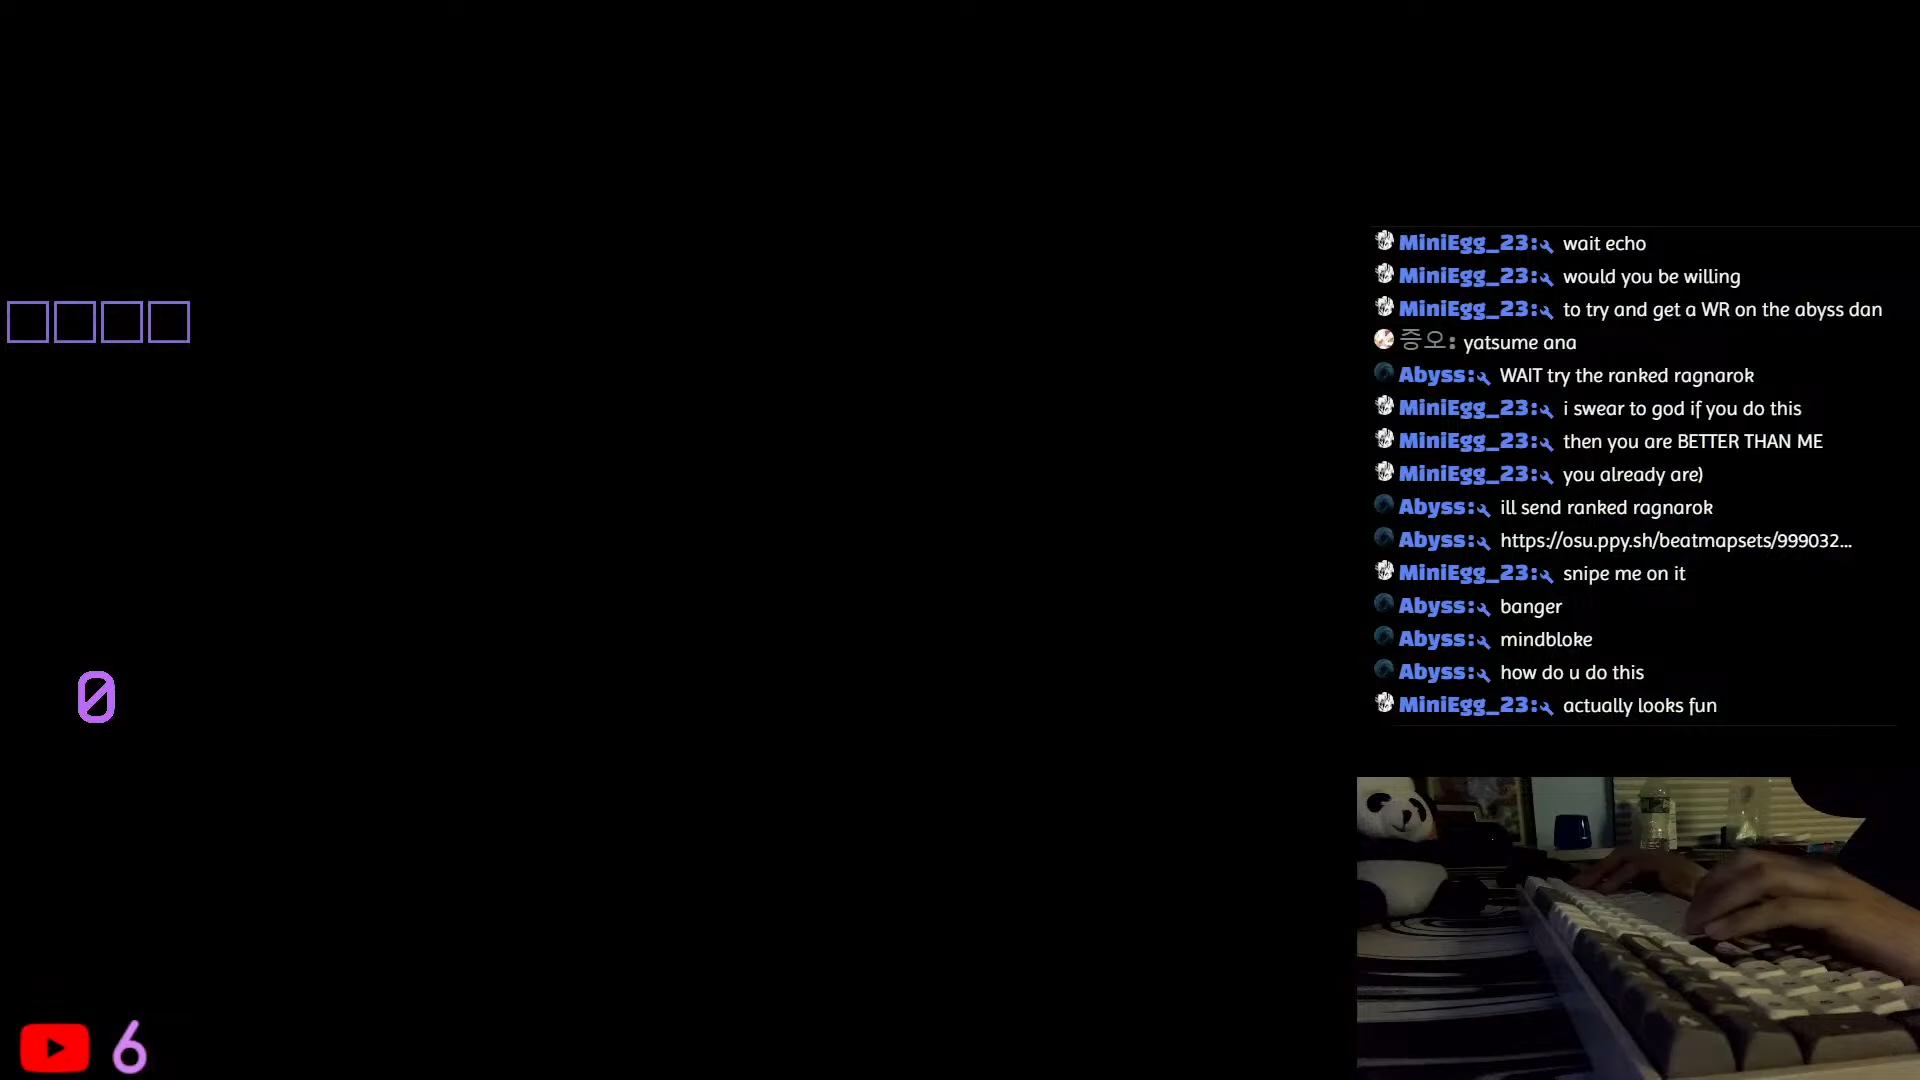 MiniEgg_23: wait echo
MiniEgg_23: would you be willing
MiniEgg_23: to try and get a WR on the abyss dan
증오: yatsume ana
Abyss: WAIT try the ranked ragnarok
MiniEgg_23: i swear to god if you do this
MiniEgg_23: then you are BETTER THAN ME
MiniEgg_23: you already are)
Abyss: ill send ranked ragnarok
Abyss: https://osu.ppy.sh/beatmapsets/999032...
MiniEgg_23: snipe me on it
Abyss: banger
Abyss: mindbloke
Abyss: how do u do this
MiniEgg_23: actually looks fun
0
6